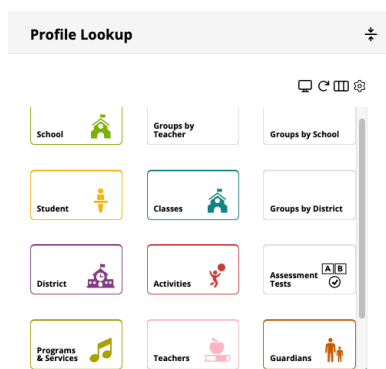 Profile Lookup
School
Groups by
Teacher
Groups by School
Student
Classes
Groups by District
District
Activities
Assessment
Tests
A B
Programs
& Services
Teachers
Guardians